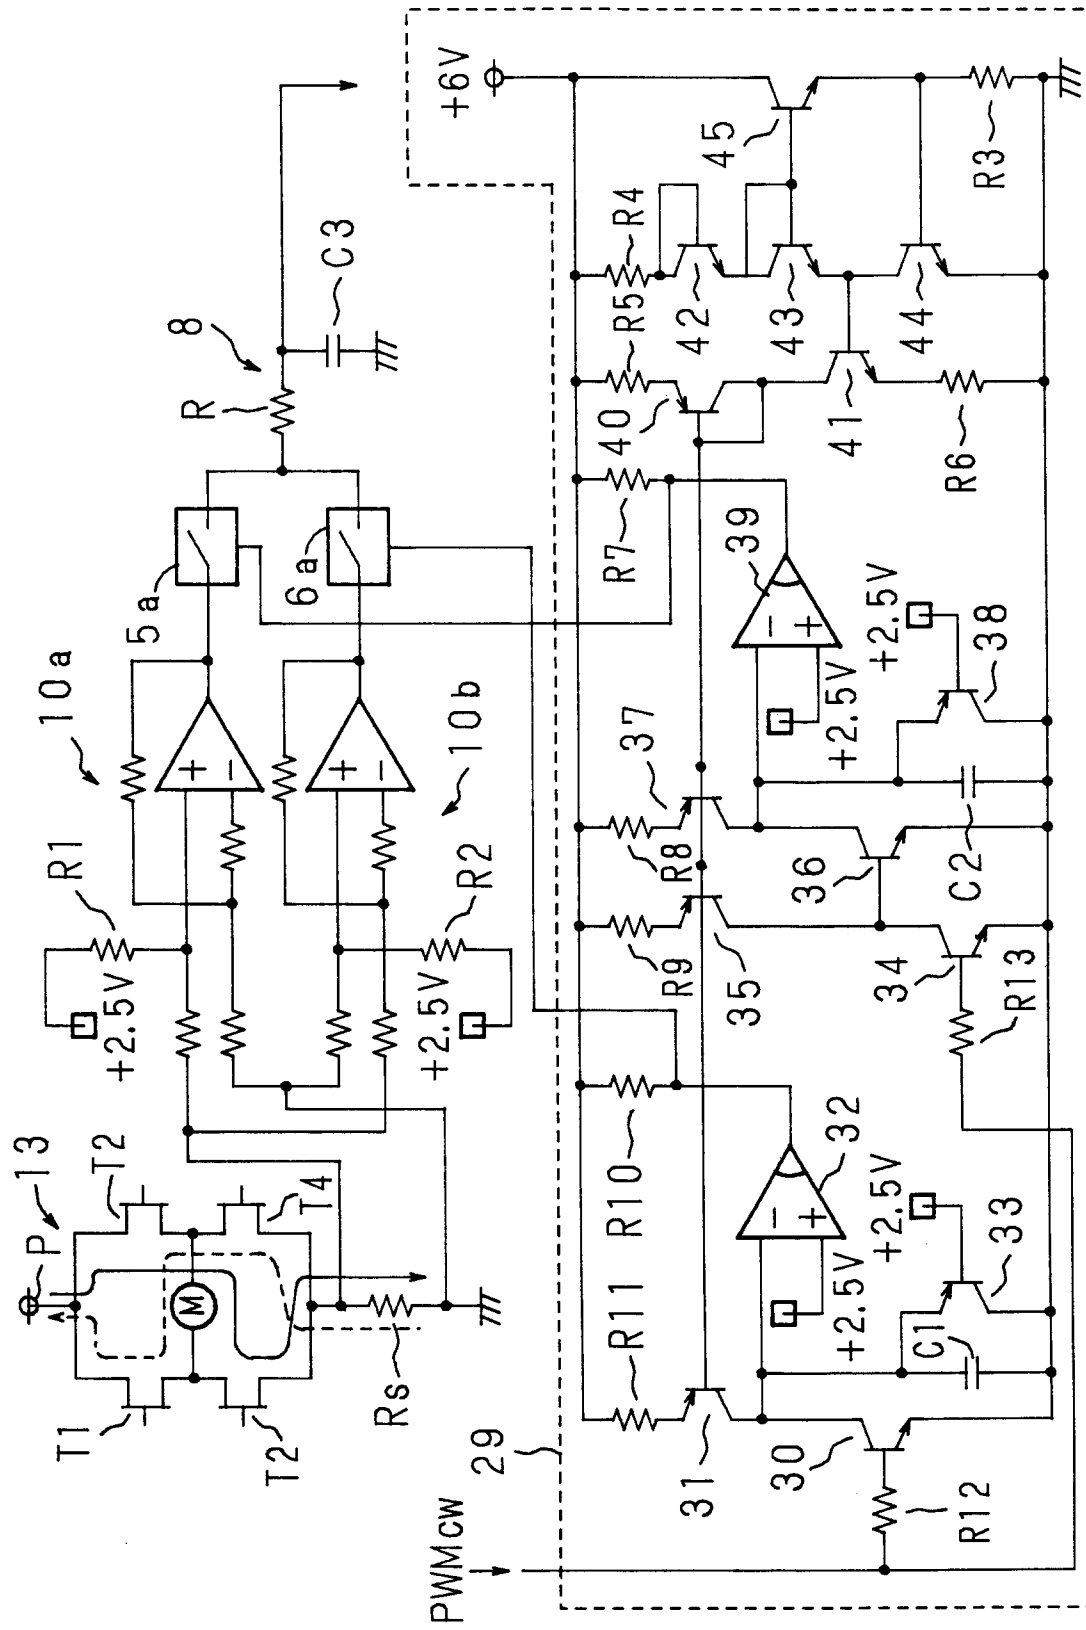 P
13
T1
T2
R1
10a
+2.5V
5a
8
R
M
+
−
T2
T4
6a
C3
+
−
Rs
+2.5V
R2
10b
PWMcw
+6V
29
R11
R10
R9
R8
37
R7
40
R5
R4
31
35
42
45
−
+
32
−
+
39
30
+2.5V
36
+2.5V
41
43
+2.5V
34
+2.5V
44
C1
R12
33
R13
C2
38
R6
R3